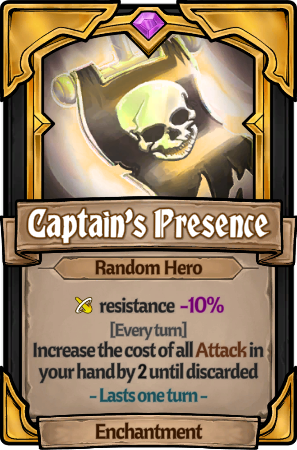 Captain's Presence
Random Hero
resistance -10%
[Every turn]
Increase the cost of all Attack in
your hand by 2 until discarded
- Lasts one turn -
Enchantment